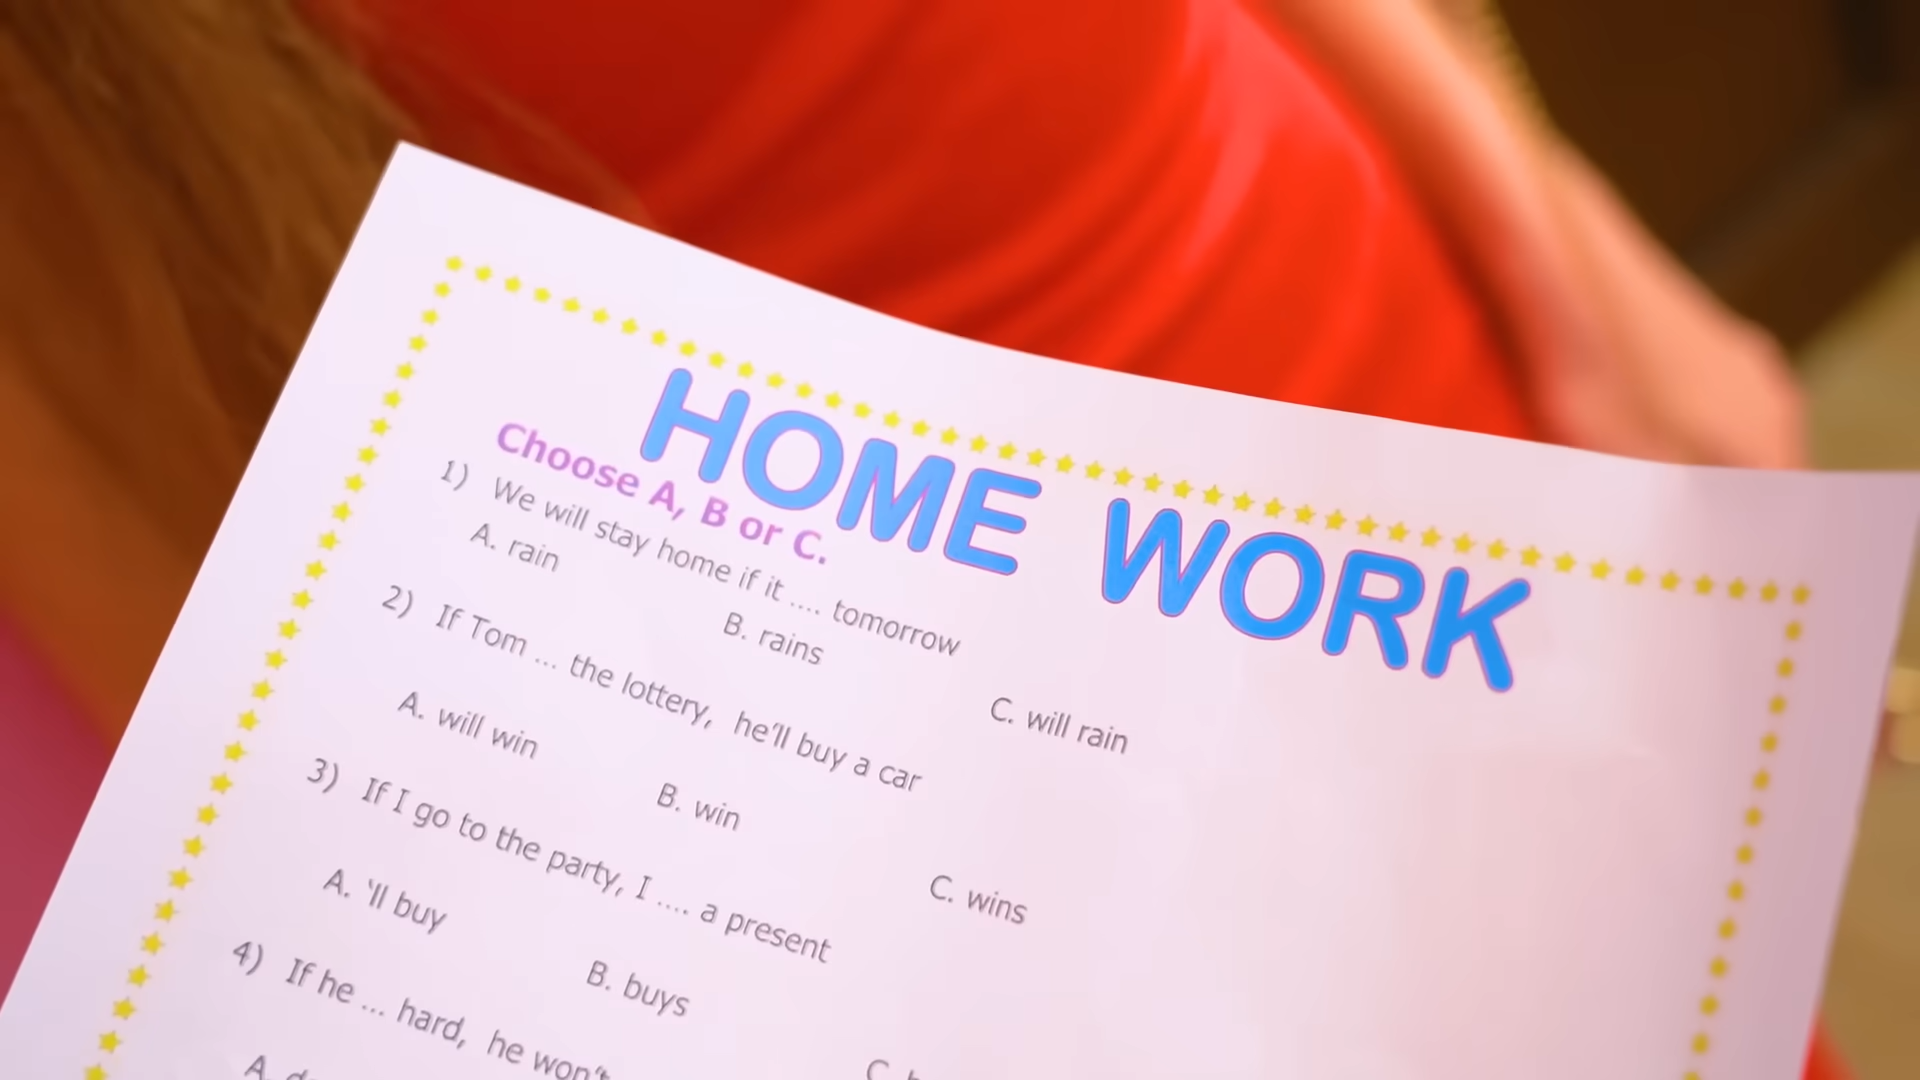 HOME WORK
Choose A, B or C.
1) We will stay home if it .... tomorrow
A. rain B. rains C. will rain
2) If Tom ... the lottery, he'll buy a car
A. will win B. win C. wins
3) If I go to the party, I .... a present
A. 'll buy B. buys C.
4) If he ... hard, he won't
A.